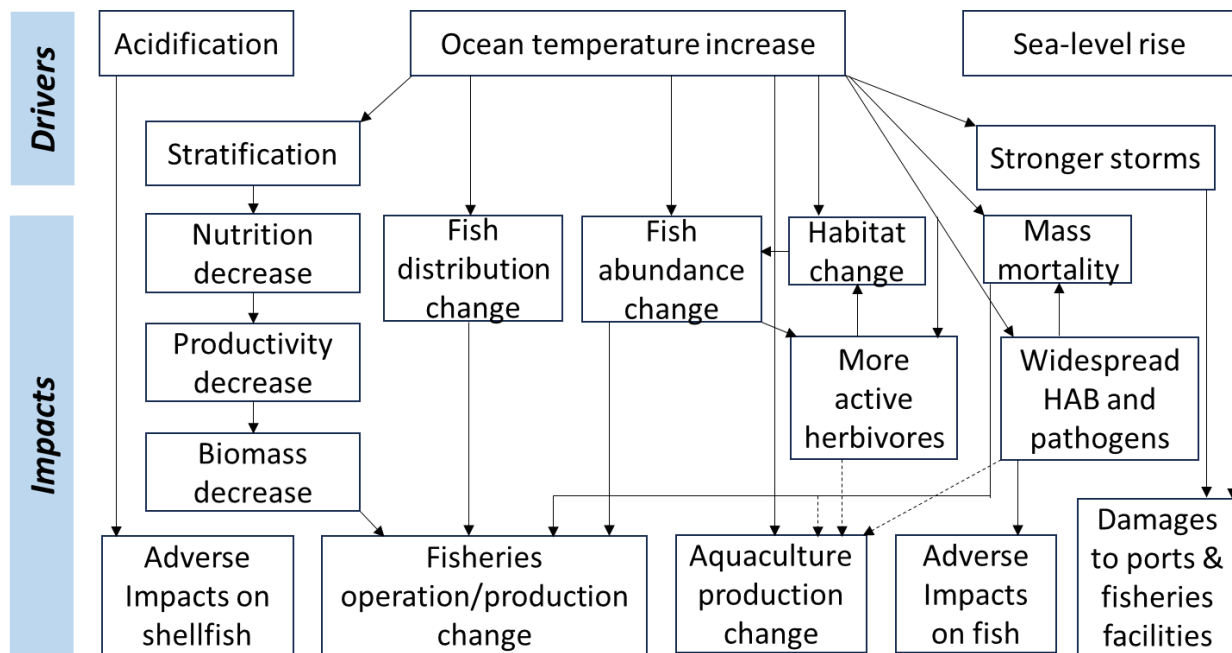 Drivers
Acidification
Ocean temperature increase
Sea-level rise
Stratification
Stronger storms
Impacts
Nutrition
decrease
Fish
distribution
change
Fish
abundance
change
Habitat
change
Mass
mortality
Productivity
decrease
More
active
herbivores
Widespread
HAB and
pathogens
Biomass
decrease
Adverse
Impacts on
shellfish
Fisheries
operation/production
change
Aquaculture
production
change
Adverse
Impacts
on fish
Damages
to ports &
fisheries
facilities